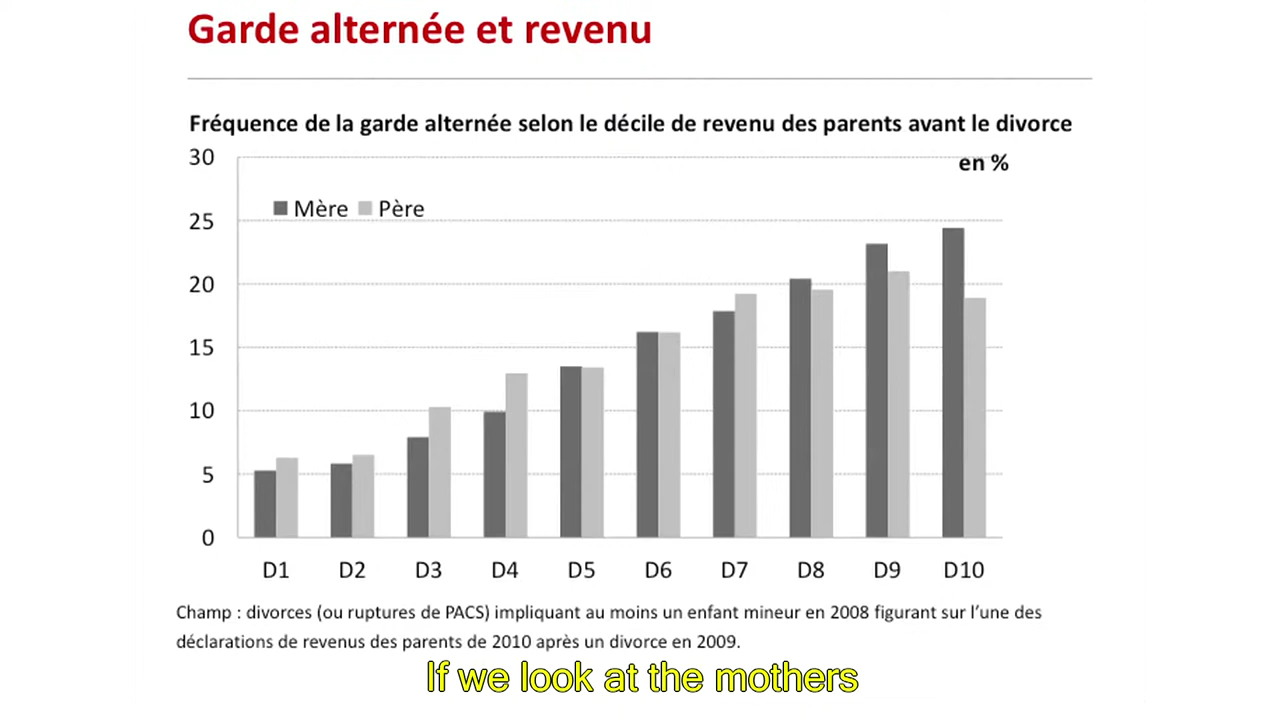 Garde alternée et revenu
Fréquence de la garde alternée selon le décile de revenu des parents avant le divorce
en %
30
25
20
15
10
5
0
Mère Père
D1 D2 D3 D4 D5 D6 D7 D8 D9 D10
Champ : divorces (ou ruptures de PACS) impliquant au moins un enfant mineur en 2008 figurant sur l’une des
déclarations de revenus des parents de 2010 après un divorce en 2009.
If we look at the mothers